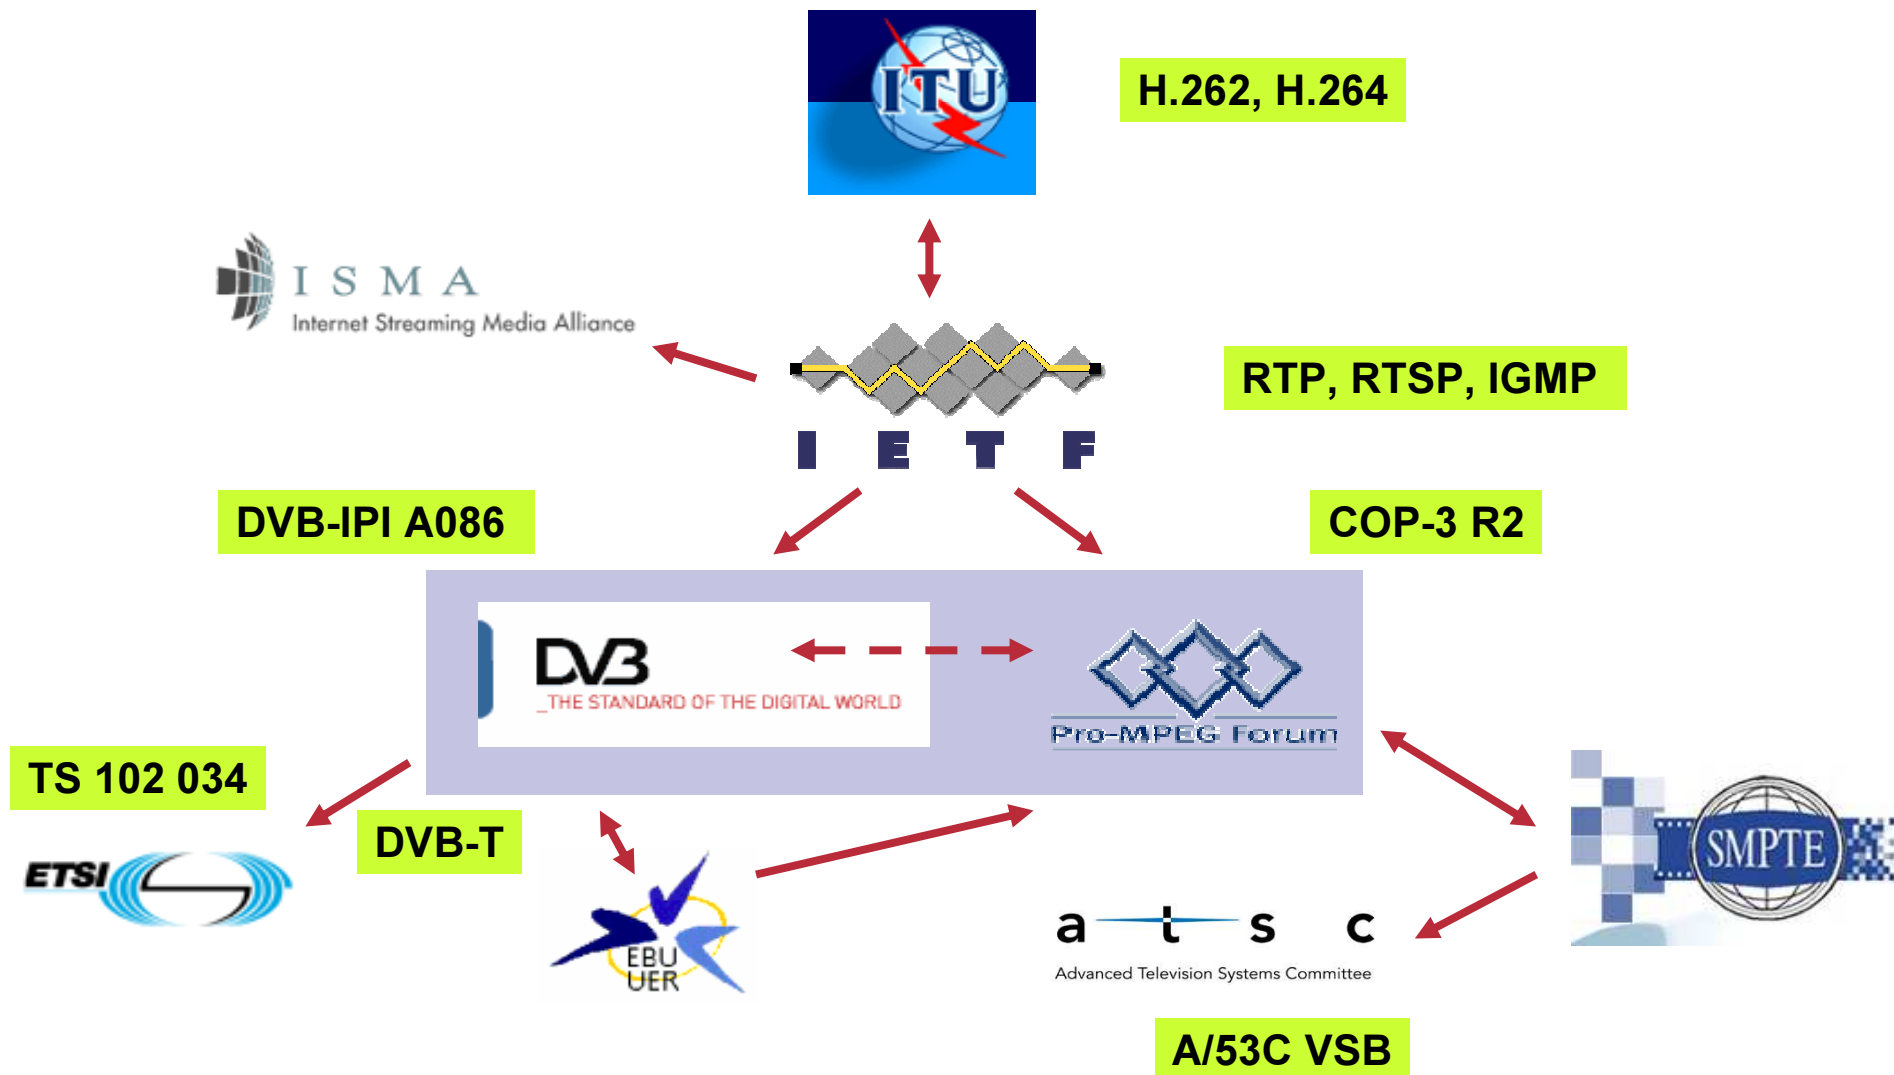 ITU
H.262, H.264
ISMA
Internet Streaming Media Alliance
IETF
RTP, RTSP, IGMP
DVB-IPI A086
COP-3 R2
DVB
_THE STANDARD OF THE DIGITAL WORLD
Pro-MPEG Forum
TS 102 034
ETSI
DVB-T
EBU
UER
SMPTE
atsc
Advanced Television Systems Committee
A/53C VSB